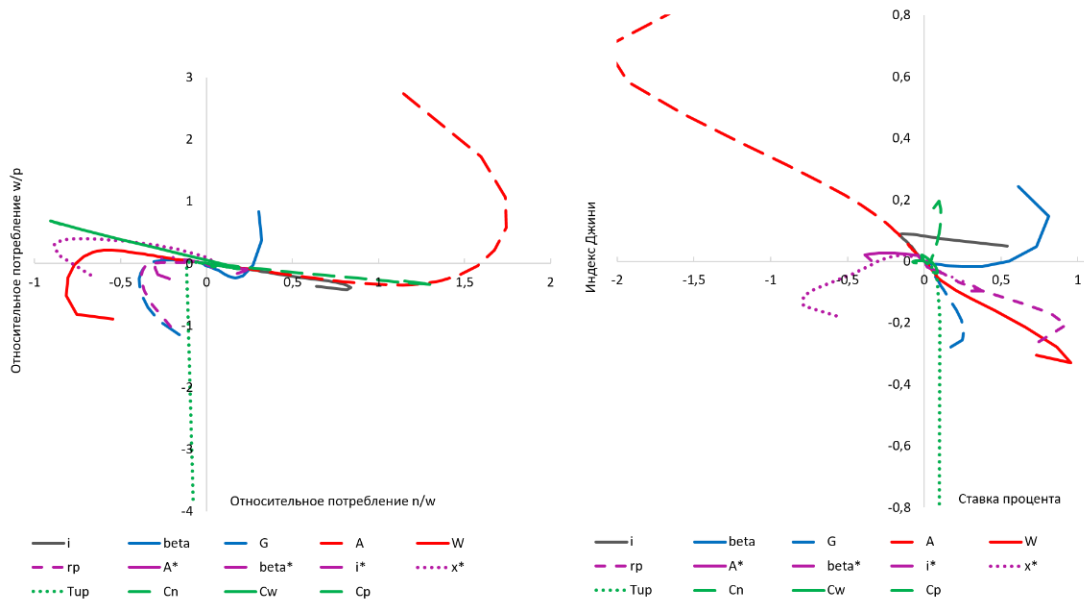 3
2
1
0
-1
-2
-3
-4
-1
-0,5
0
0,5
1
1,5
2
Относительное потребление w/p
Относительное потребление n/w
i
beta
G
A
W
rp
A*
beta*
i*
x*
Tup
Cn
Cw
Cp
0,8
0,6
0,4
0,2
0
-0,2
-0,4
-0,6
-0,8
-2
-1,5
-1
-0,5
0
0,5
1
Индекс Джини
Ставка процента
i
beta
G
A
W
rp
A*
beta*
i*
x*
Tup
Cn
Cw
Cp